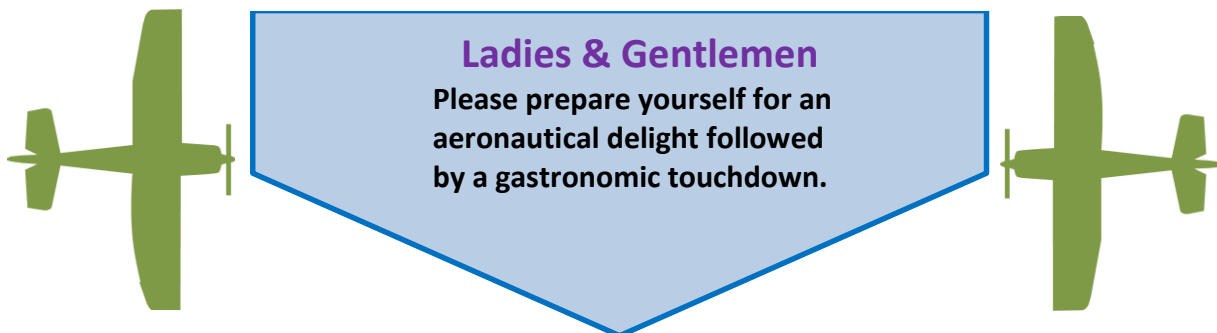 Ladies & Gentlemen
Please prepare yourself for an
aeronautical delight followed
by a gastronomic touchdown.